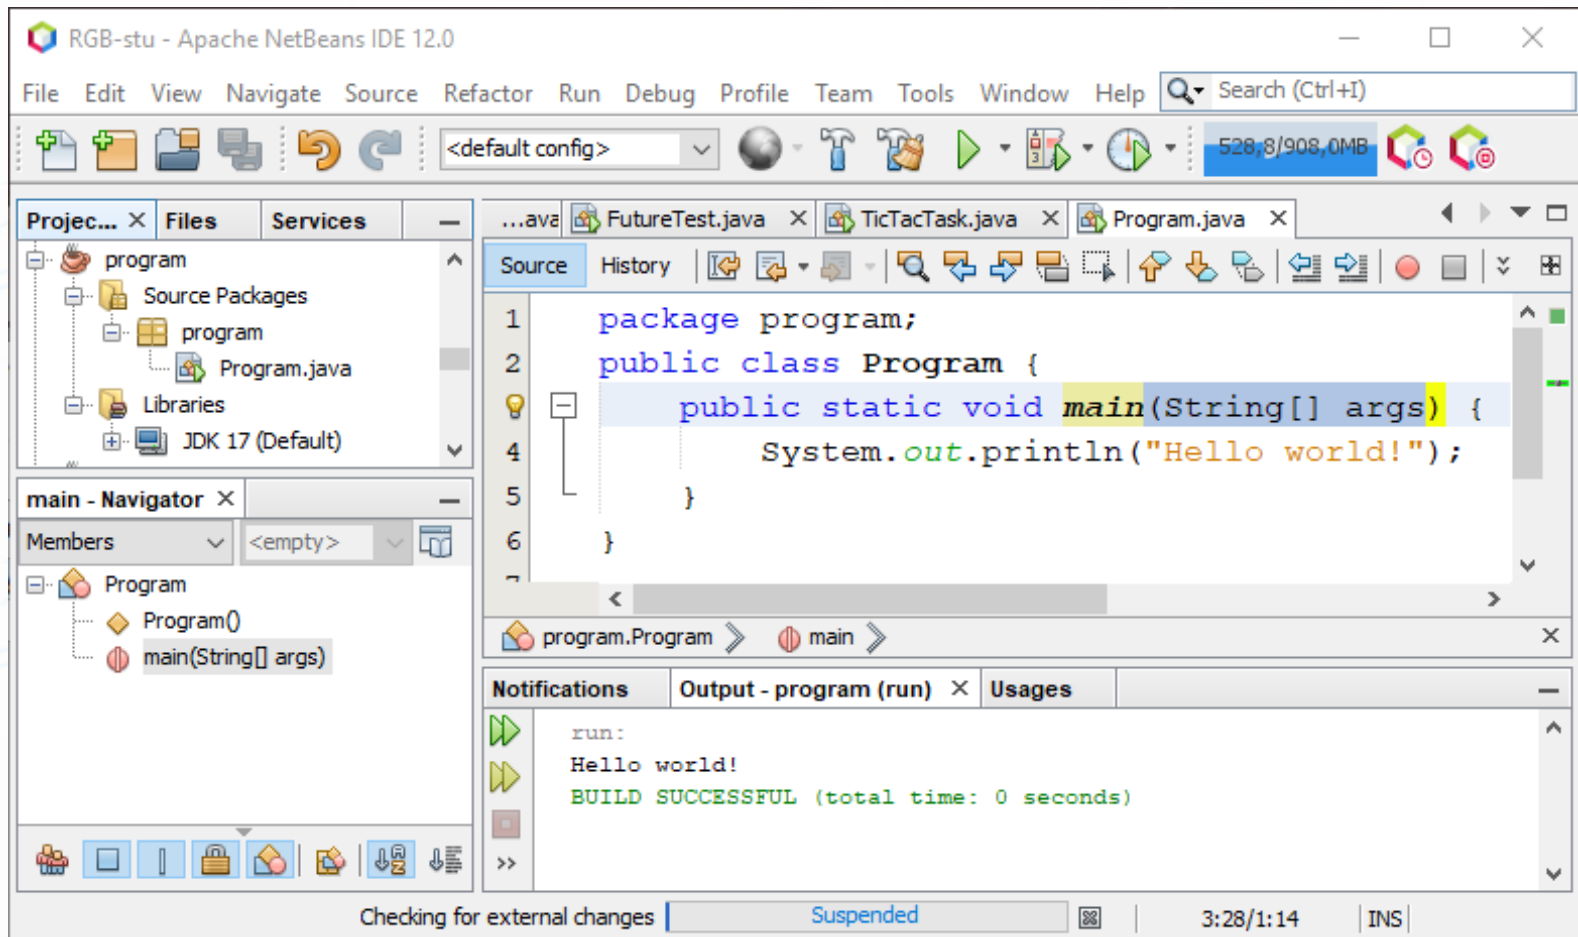 RGB-stu - Apache NetBeans IDE 12.0
File Edit View Navigate Source Refactor Run Debug Profile Team Tools Window Help Search (Ctrl+I)
<default config> 528,8/908,0MB
Projec... Files Services
program
Source Packages
program
Program.java
Libraries
JDK 17 (Default)
main - Navigator
Members <empty>
Program
Program()
main(String[] args)
...ava FutureTest.java TicTacTask.java Program.java
Source History
1 package program;
2 public class Program {
public static void main(String[] args) {
4 System.out.println("Hello world!");
5 }
6 }
program.Program main
Notifications Output - program (run) Usages
run:
Hello world!
BUILD SUCCESSFUL (total time: 0 seconds)
Checking for external changes Suspended 3:28/1:14 INS